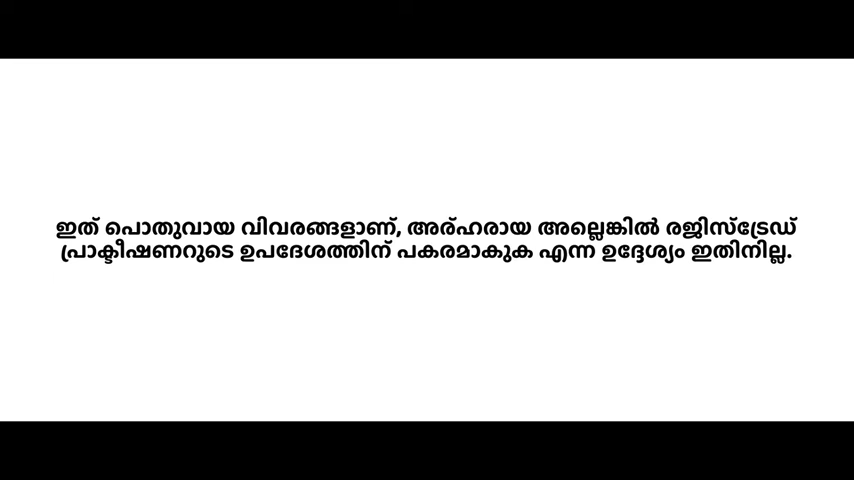 ഇത് പൊതുവായ വിവരങ്ങളാണ്, അര്ഹരായ അല്ലെങ്കിൽ രജിസ്ട്രേഡ്
പ്രാക്ടീഷണറുടെ ഉപദേശത്തിന് പകരമാകുക എന്ന ഉദ്ദേശ്യം ഇതിനില്ല.